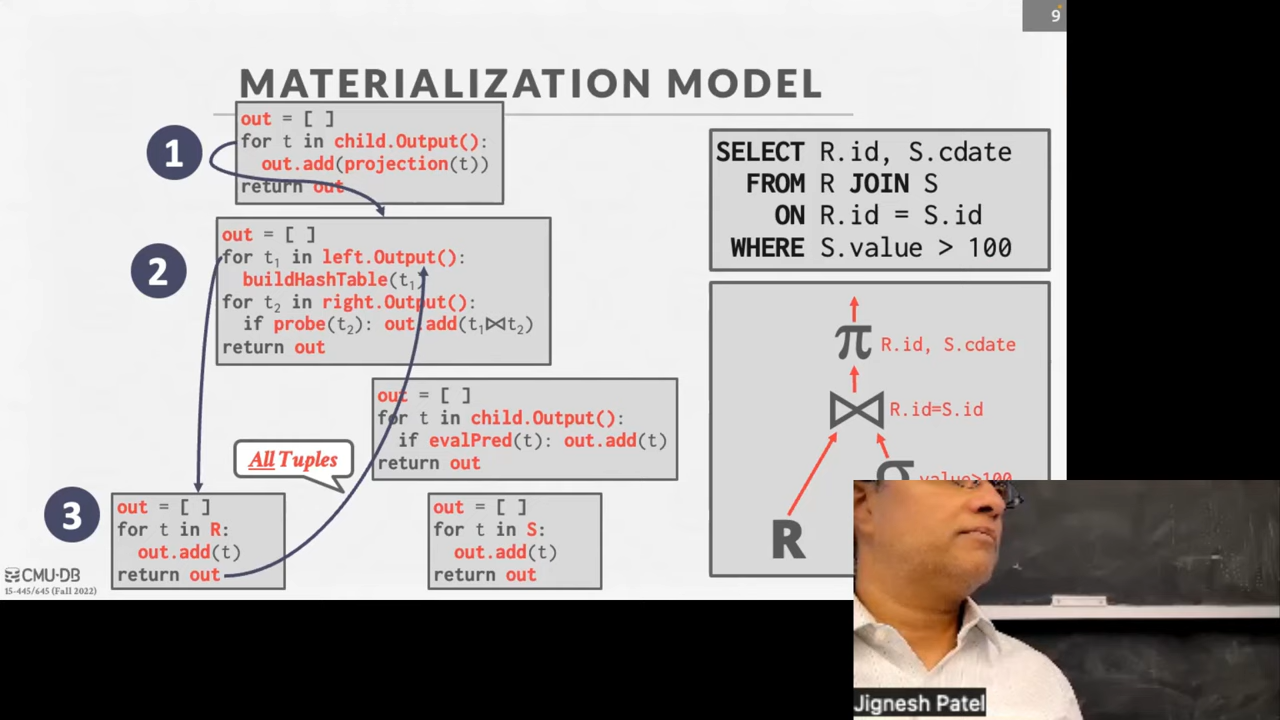 9
MATERIALIZATION MODEL
1
out = [ ]
for t in child.Output():
out.add(projection(t))
return out
2
out = [ ]
for t₁ in left.Output():
buildHashTable(t₁)
for t₂ in right.Output():
if probe(t₂): out.add(t₁⨝t₂)
return out
out = [ ]
for t in child.Output():
if evalPred(t): out.add(t)
return out
All Tuples
3
out = [ ]
for t in R:
out.add(t)
return out
out = [ ]
for t in S:
out.add(t)
return out
SELECT R.id, S.cdate
FROM R JOIN S
ON R.id = S.id
WHERE S.value > 100
π R.id, S.cdate
⨝ R.id=S.id
σ value>100
R
CMU·DB
15-445/645 (Fall 2022)
Jignesh Patel